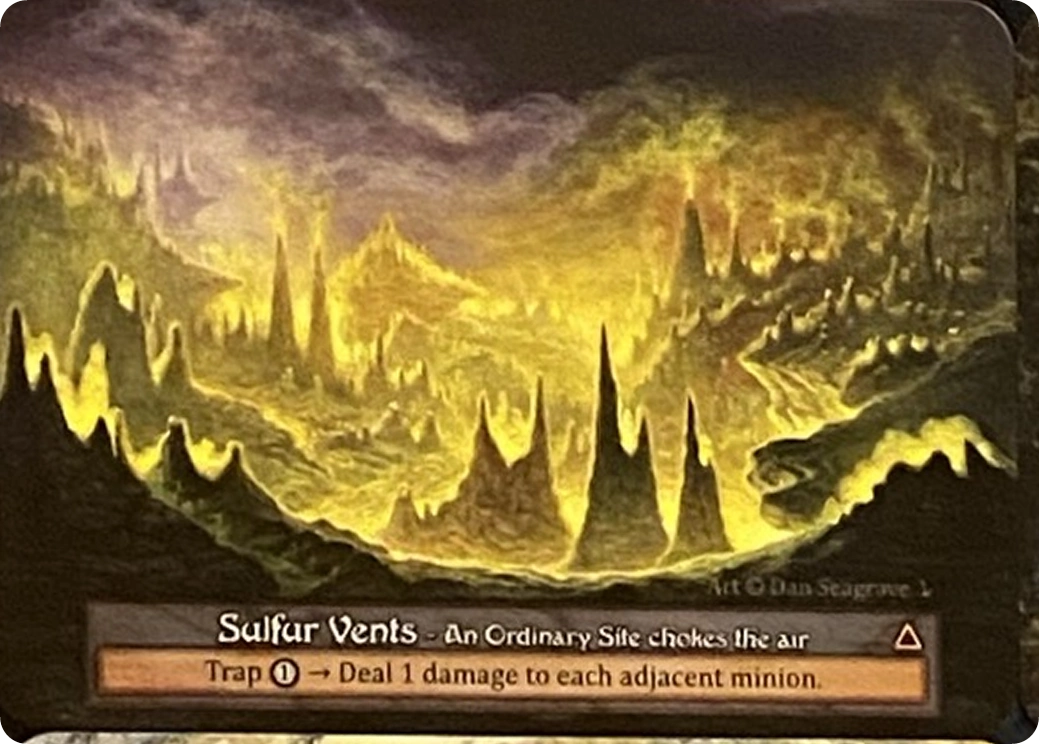 Art © Dan Seagrave
Sulfur Vents - An Ordinary Site chokes the air
Trap ① → Deal 1 damage to each adjacent minion.